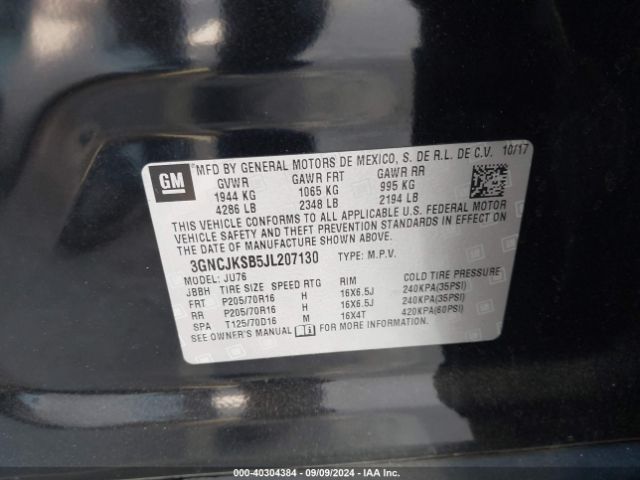 GM
MFD BY GENERAL MOTORS DE MEXICO, S. DE R.L. DE C.V. 10/17
GVWR GAWR FRT GAWR RR
1944 KG 1065 KG 995 KG
4286 LB 2348 LB 2194 LB
THIS VEHICLE CONFORMS TO ALL APPLICABLE U.S. FEDERAL MOTOR
VEHICLE SAFETY AND THEFT PREVENTION STANDARDS IN EFFECT
ON THE DATE OF MANUFACTURE SHOWN ABOVE.
3GNCJKSB5JL207130 TYPE: M.P.V.
MODEL: JU76
JBBH TIRE SIZE SPEED RTG RIM COLD TIRE PRESSURE
FRT P205/70R16 H 16X6.5J 240KPA(35PSI)
RR P205/70R16 H 16X6.5J 240KPA(35PSI)
SPA T125/70D16 M 16X4T 420KPA(60PSI)
SEE OWNER'S MANUAL FOR MORE INFORMATION.
000-40304384 - 09/09/2024 - IAA Inc.